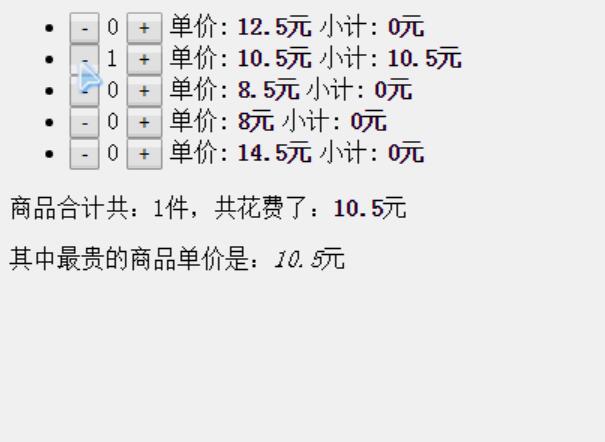 - 0 + 单价：12.5元 小计：0元
- 1 + 单价：10.5元 小计：10.5元
- 0 + 单价：8.5元 小计：0元
- 0 + 单价：8元 小计：0元
- 0 + 单价：14.5元 小计：0元
商品合计共：1件，共花费了：10.5元
其中最贵的商品单价是：10.5元